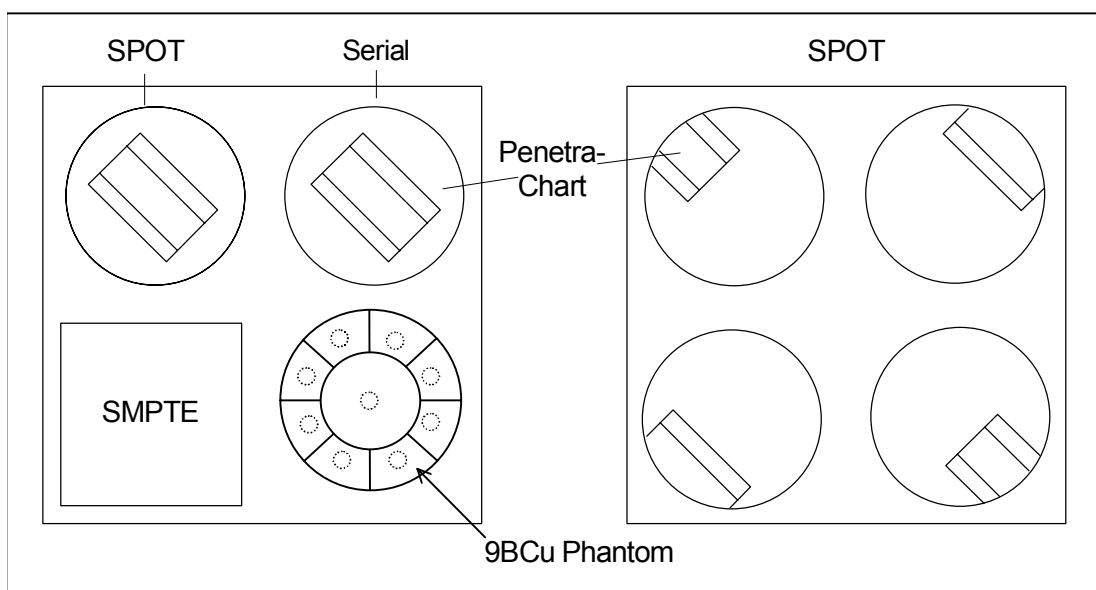 SPOT
Serial
SPOT
Penetra-
Chart
SMPTE
9BCu Phantom